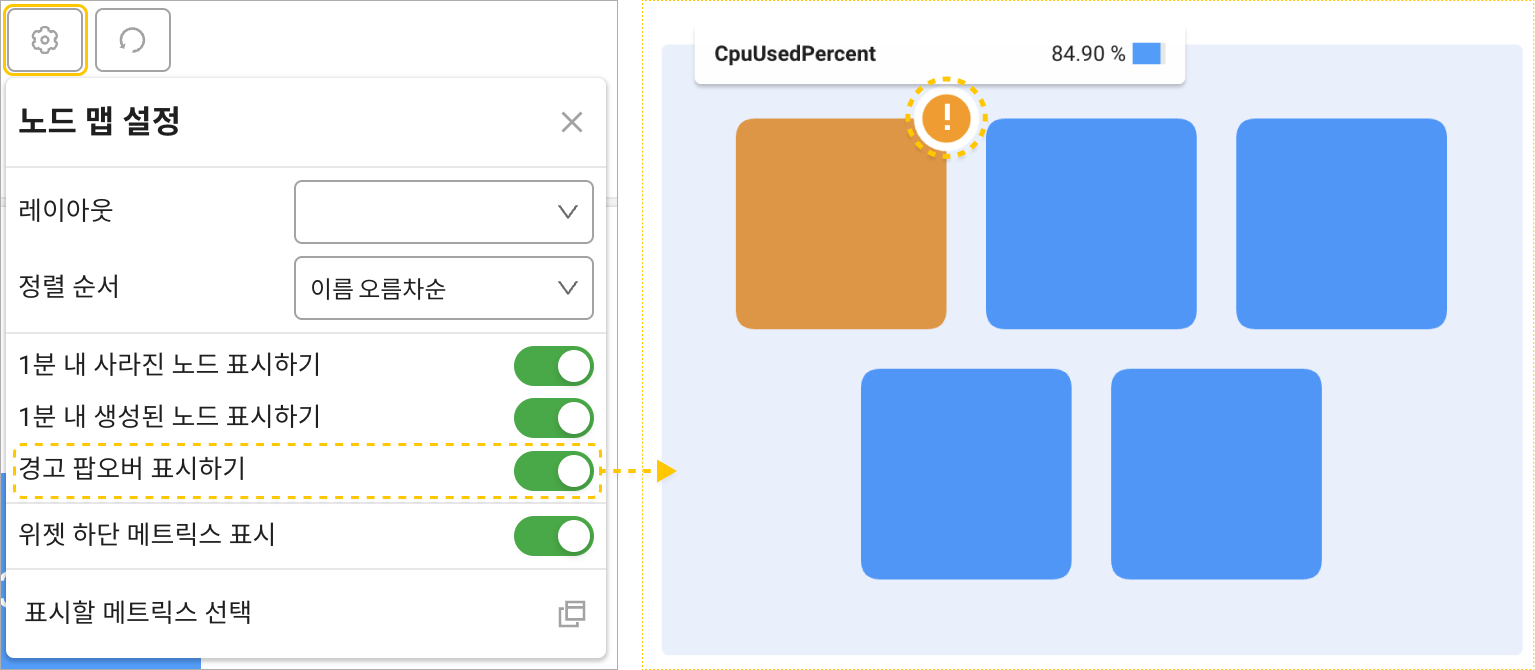 노드 맵 설정
레이아웃
정렬 순서
이름 오름차순
1분 내 사라진 노드 표시하기
1분 내 생성된 노드 표시하기
경고 팝오버 표시하기
위젯 하단 메트릭스 표시
표시할 메트릭스 선택
CpuUsedPercent 84.90 %
!